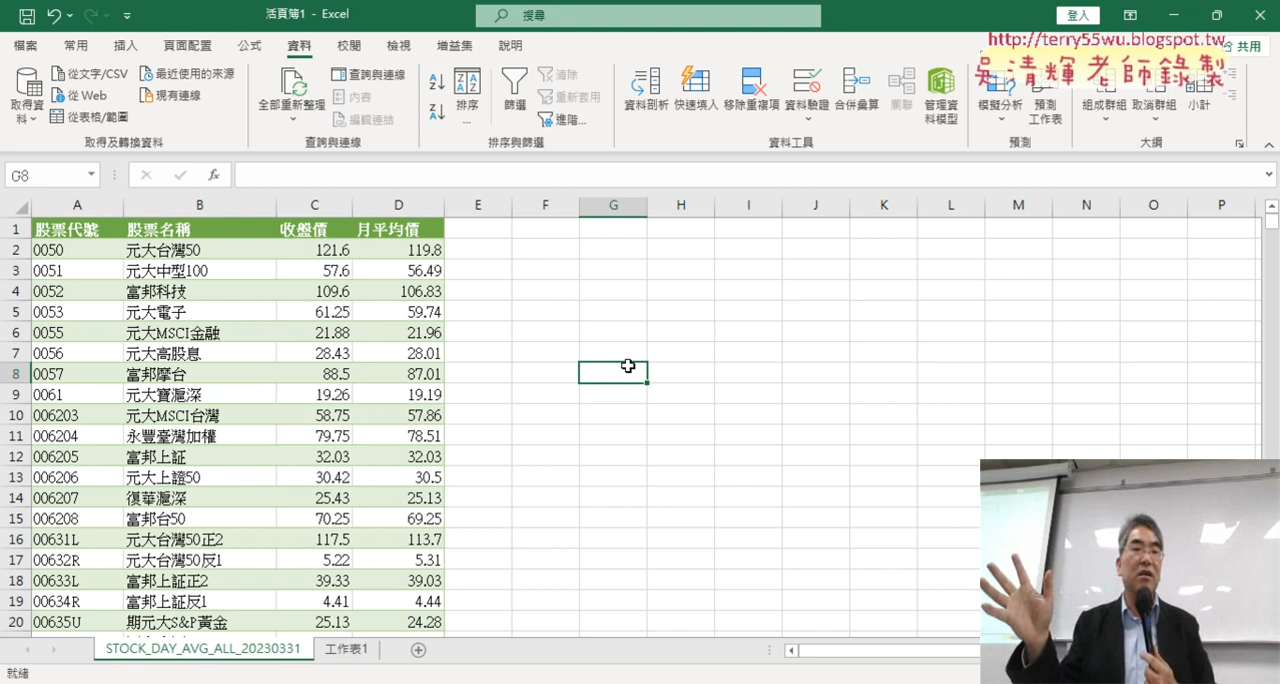 活頁簿1 - Excel
搜尋
登入
檔案 常用 插入 頁面配置 公式 資料 校閱 檢視 增益集 說明
http://terry55wu.blogspot.tw
共用
吳清輝老師錄製
取得資料
從文字/CSV
從 Web
從表格/範圍
最近使用的來源
現有連線
取得及轉換資料
全部重新整理
查詢與連線
內容
編輯連結
查詢與連線
排序
篩選
清除
重新套用
進階...
排序與篩選
資料剖析
快速填入
移除重複項
資料驗證
合併彙算
關聯
管理資料模型
資料工具
模擬分析
預測工作表
預測
組成群組
取消群組
小計
大綱
G8
fx
A B C D E F G H I J K L M N O P
1 股票代號 股票名稱 收盤價 月平均價
2 0050 元大台灣50 121.6 119.8
3 0051 元大中型100 57.6 56.49
4 0052 富邦科技 109.6 106.83
5 0053 元大電子 61.25 59.74
6 0055 元大MSCI金融 21.88 21.96
7 0056 元大高股息 28.43 28.01
8 0057 富邦摩台 88.5 87.01
9 0061 元大寶滬深 19.26 19.19
10 006203 元大MSCI台灣 58.75 57.86
11 006204 永豐臺灣加權 79.75 78.51
12 006205 富邦上証 32.03 32.03
13 006206 元大上證50 30.42 30.5
14 006207 復華滬深 25.43 25.13
15 006208 富邦台50 70.25 69.25
16 00631L 元大台灣50正2 117.5 113.7
17 00632R 元大台灣50反1 5.22 5.31
18 00633L 富邦上証正2 39.33 39.03
19 00634R 富邦上証反1 4.41 4.44
20 00635U 期元大S&P黃金 25.13 24.28
STOCK_DAY_AVG_ALL_20230331 工作表1
就緒